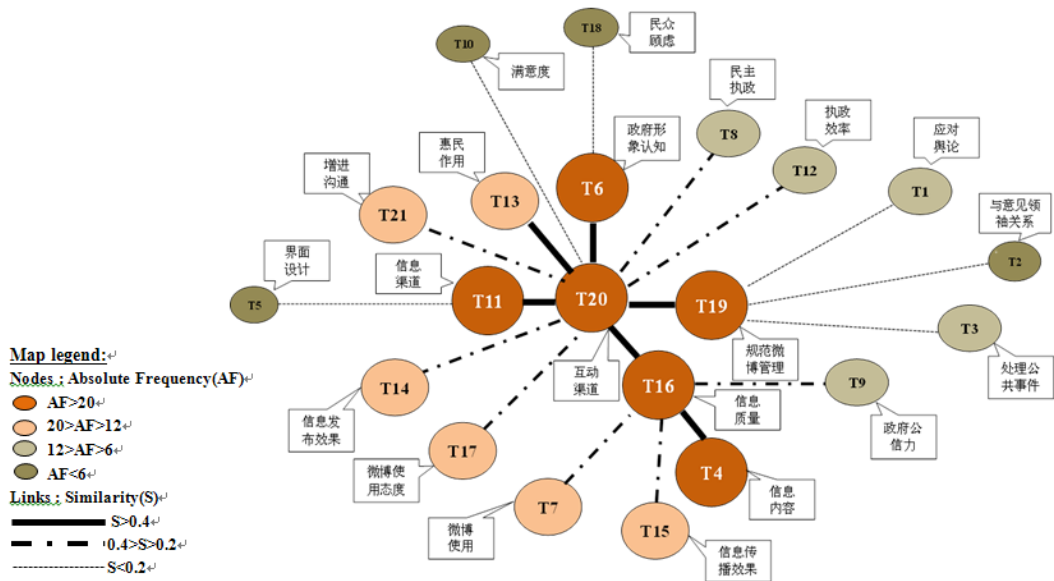 T10
满意度
T18
民众
顾虑
民主
执政
T8
执政
效率
T12
应对
舆论
T1
与意见领
袖关系
T2
惠民
作用
T13
政府形
象认知
T6
增进
沟通
T21
界面
设计
T5
信息
渠道
T11
T20
T19
T3
处理公
共事件
规范微
博管理
互动
渠道
T16
信息
质量
T9
政府公
信力
T14
信息发
布效果
T17
微博使
用态度
T4
信息
内容
T7
微博
使用
T15
信息传
播效果
Map legend:
Nodes : Absolute Frequency(AF)
AF>20
20>AF>12
12>AF>6
AF<6
Links : Similarity(S)
S>0.4
0.4>S>0.2
S<0.2